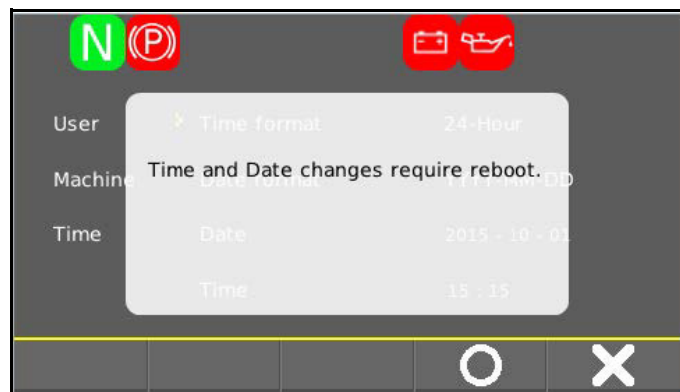 N (P)
User Time format 24-Hour
Time and Date changes require reboot.
Machine Date format YYYY-MM-DD
Time Date 2015 - 10 - 01
Time 15 : 15